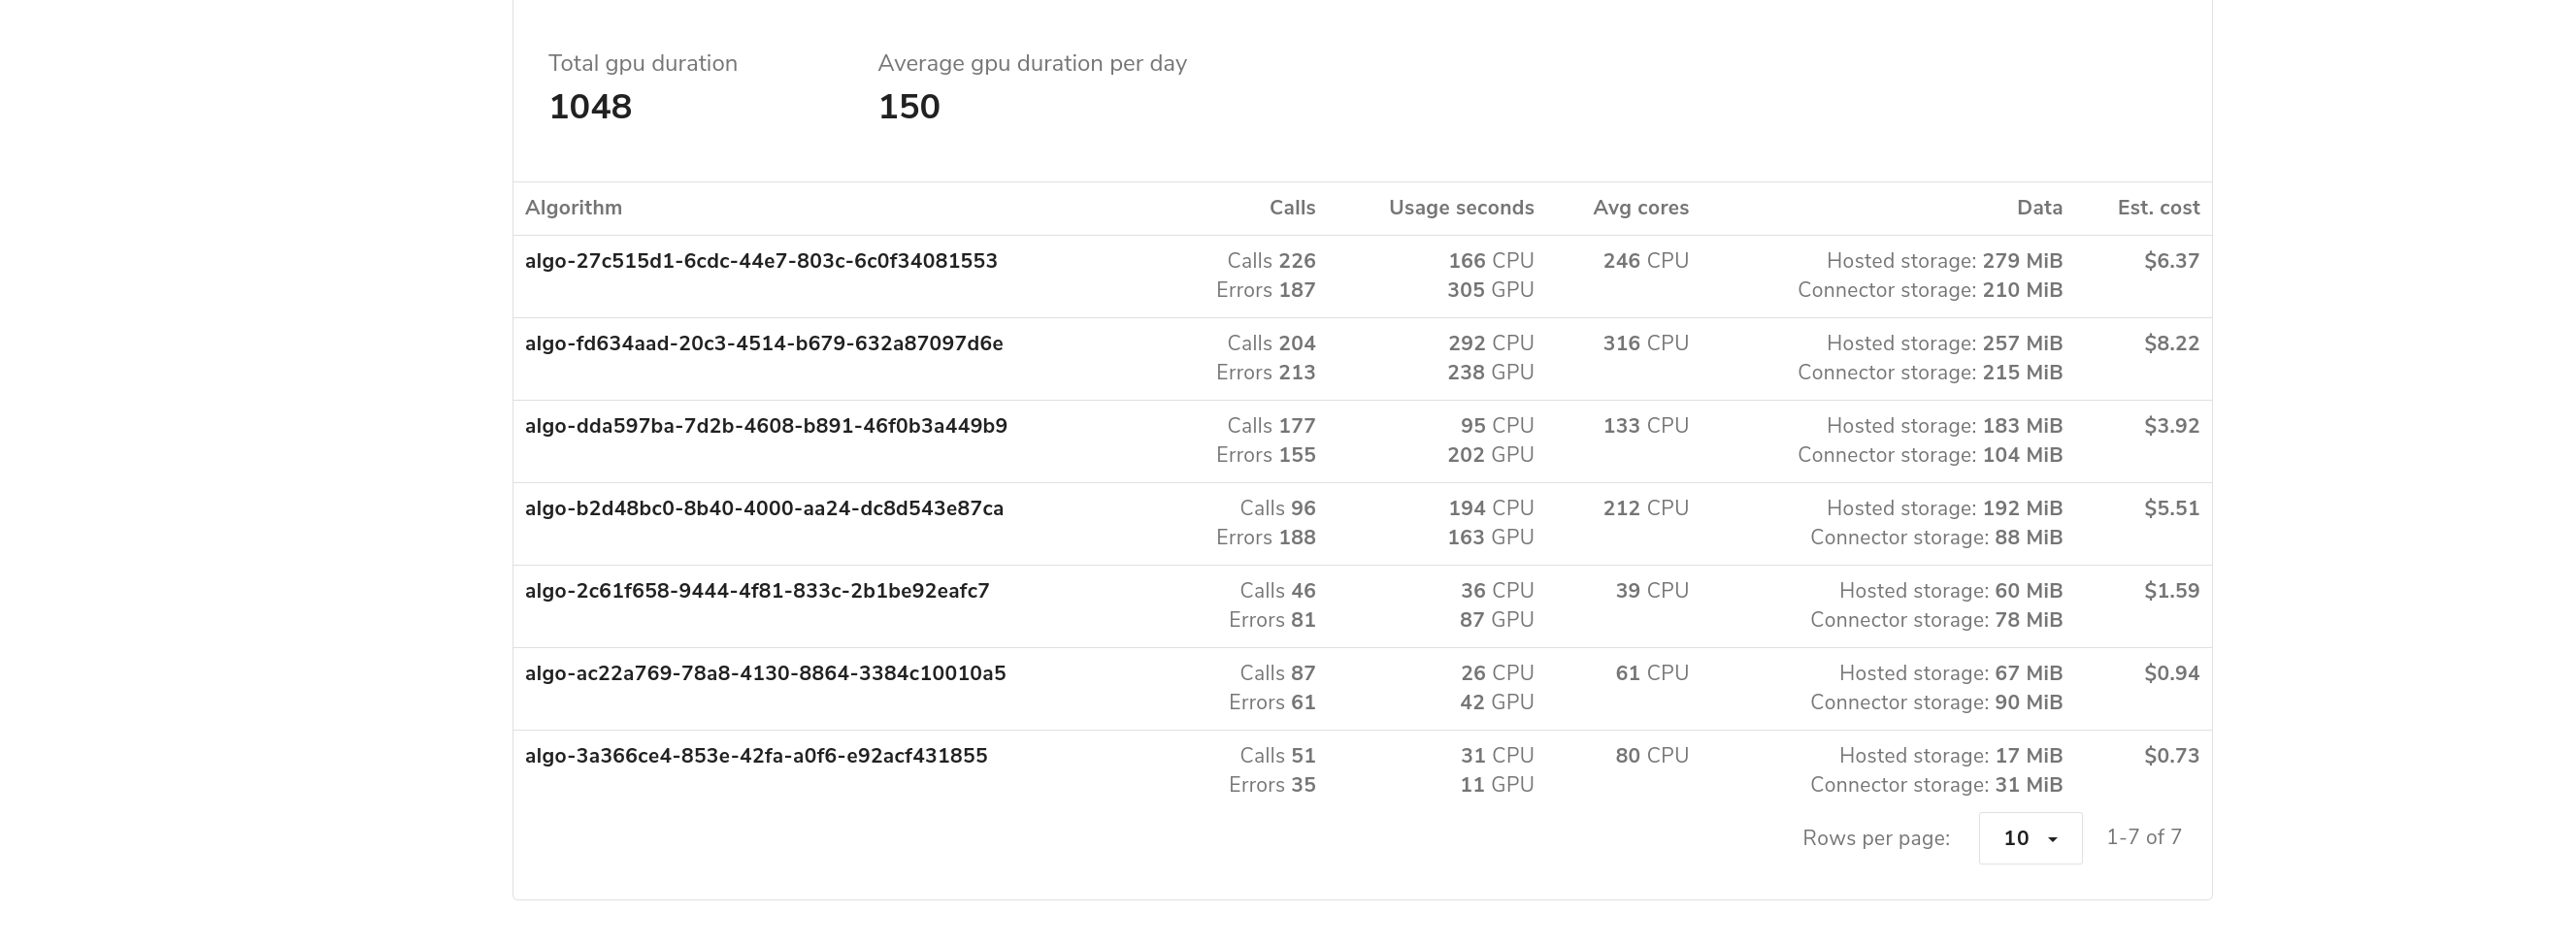 Total gpu duration Average gpu duration per day
1048 150
Algorithm Calls Usage seconds Avg cores Data Est. cost
algo-27c515d1-6cdc-44e7-803c-6c0f34081553 Calls 226 166 CPU 246 CPU Hosted storage: 279 MiB $6.37
Errors 187 305 GPU Connector storage: 210 MiB
algo-fd634aad-20c3-4514-b679-632a87097d6e Calls 204 292 CPU 316 CPU Hosted storage: 257 MiB $8.22
Errors 213 238 GPU Connector storage: 215 MiB
algo-dda597ba-7d2b-4608-b891-46f0b3a449b9 Calls 177 95 CPU 133 CPU Hosted storage: 183 MiB $3.92
Errors 155 202 GPU Connector storage: 104 MiB
algo-b2d48bc0-8b40-4000-aa24-dc8d543e87ca Calls 96 194 CPU 212 CPU Hosted storage: 192 MiB $5.51
Errors 188 163 GPU Connector storage: 88 MiB
algo-2c61f658-9444-4f81-833c-2b1be92eafc7 Calls 46 36 CPU 39 CPU Hosted storage: 60 MiB $1.59
Errors 81 87 GPU Connector storage: 78 MiB
algo-ac22a769-78a8-4130-8864-3384c10010a5 Calls 87 26 CPU 61 CPU Hosted storage: 67 MiB $0.94
Errors 61 42 GPU Connector storage: 90 MiB
algo-3a366ce4-853e-42fa-a0f6-e92acf431855 Calls 51 31 CPU 80 CPU Hosted storage: 17 MiB $0.73
Errors 35 11 GPU Connector storage: 31 MiB
Rows per page: 10 1-7 of 7